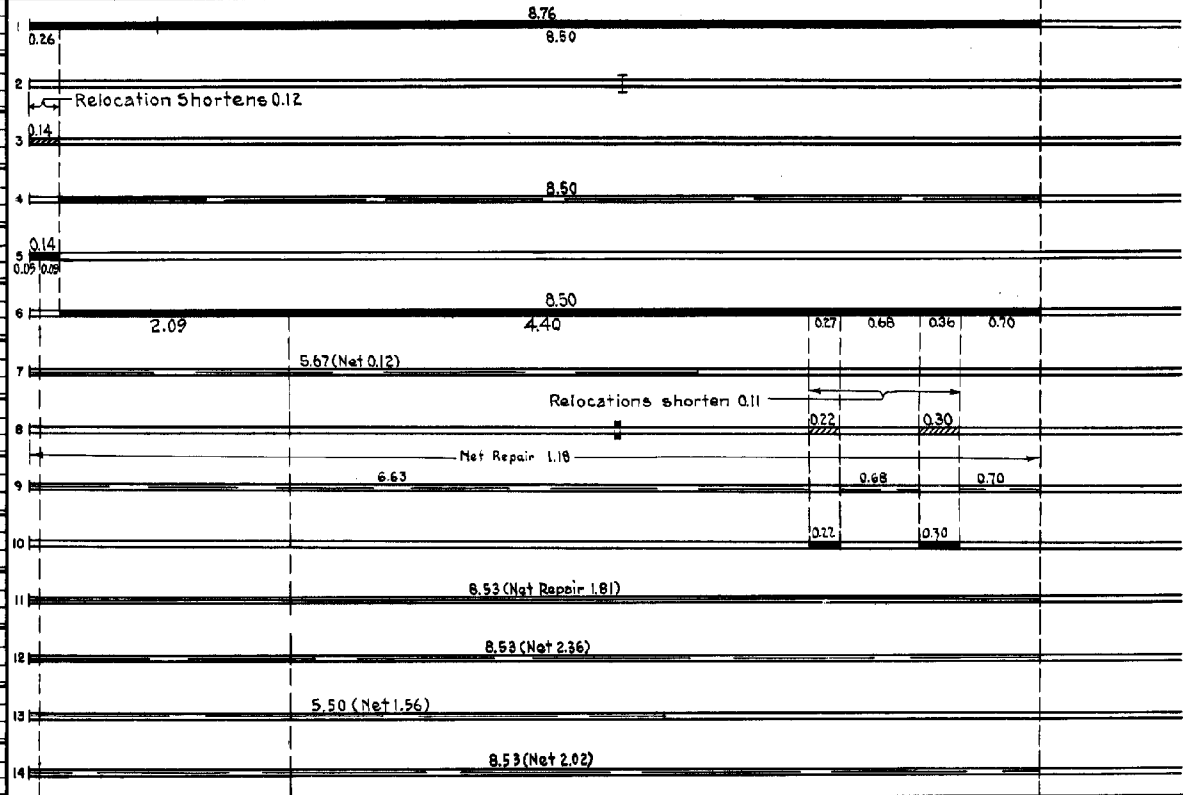 8.76
1
0.26
8.50
2
Relocation Shortens 0.12
0.14
3
8.50
4
0.14
5
0.05 0.09
8.50
6
2.09 4.40 0.27 0.68 0.36 0.70
5.67 (Net 0.12)
7
Relocations shorten 0.11
0.22 0.30
8
Net Repair 1.18
6.63 0.68 0.70
9
0.22 0.30
10
8.53 (Net Repair 1.81)
11
8.53 (Net 2.36)
12
5.50 (Net 1.56)
13
8.53 (Net 2.02)
14